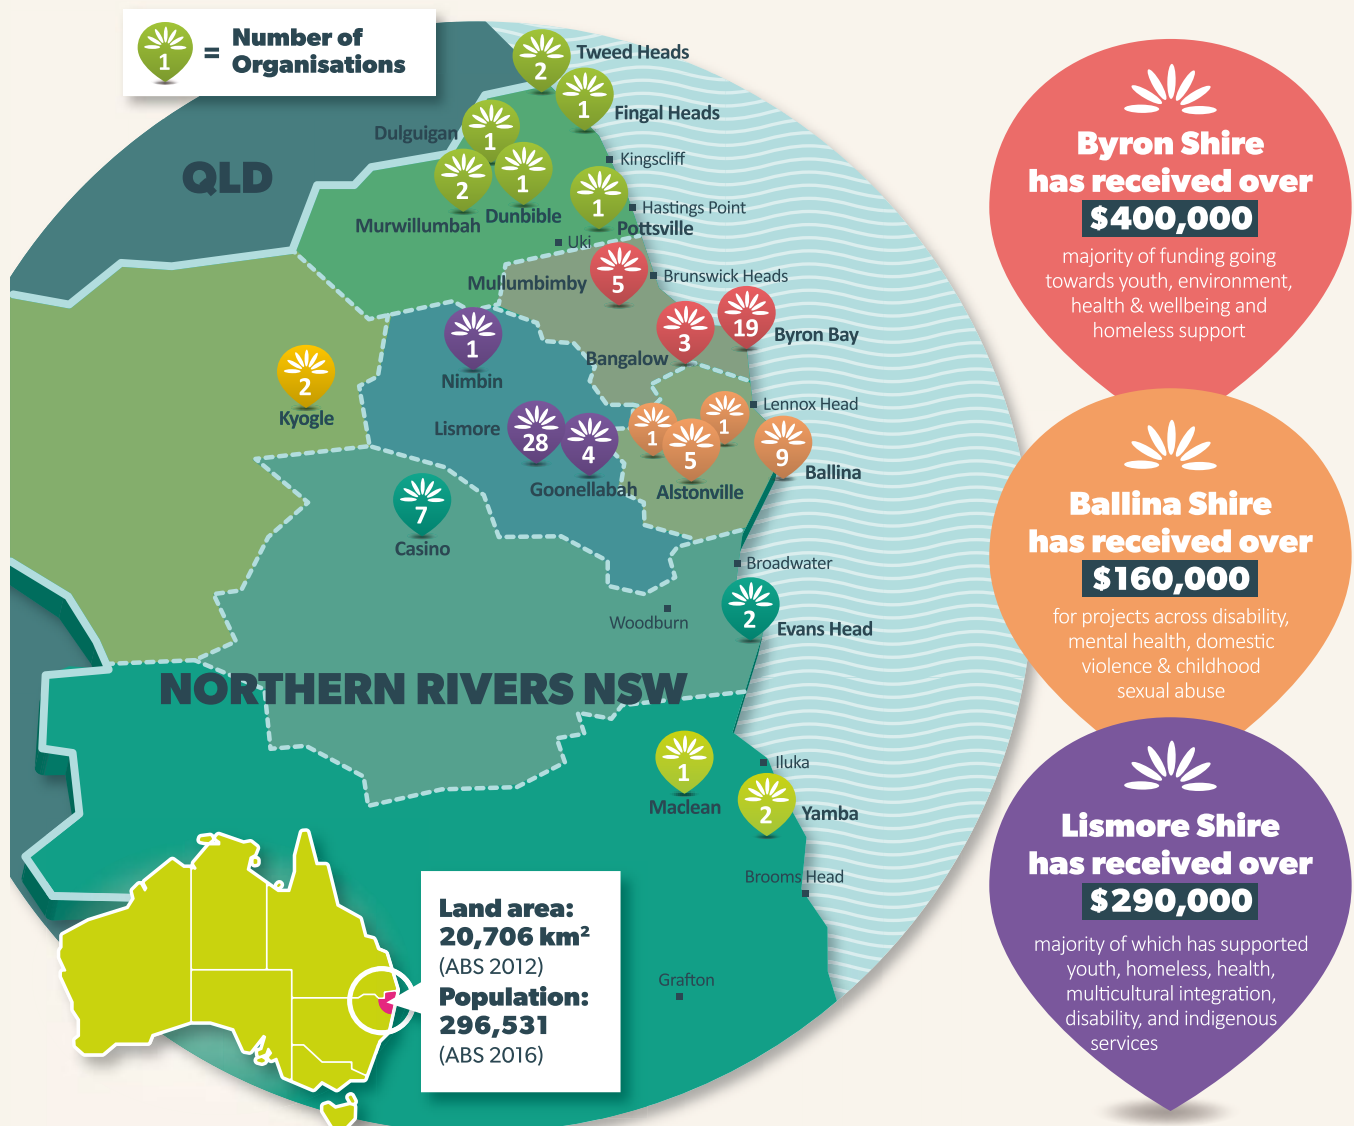 1
=
Number of
Organisations
2
Tweed Heads
1
Fingal Heads
Dulguigan
1
Kingscliff
QLD
2
1
1
Hastings Point
Murwillumbah
Dunbible
Pottsville
Uki
Mullumbimby
5
Brunswick Heads
19
Byron Bay
3
Bangalow
1
Nimbin
2
Kyogle
Lennox Head
Lismore
28
4
1
1
5
9
Ballina
Goonellabah
Alstonville
7
Casino
Broadwater
2
Evans Head
Woodburn
NORTHERN RIVERS NSW
1
Maclean
Iluka
2
Yamba
Brooms Head
Grafton
Land area:
20,706 km²
(ABS 2012)
Population:
296,531
(ABS 2016)
Byron Shire
has received over
$400,000
majority of funding going
towards youth, environment,
health & wellbeing and
homeless support
Ballina Shire
has received over
$160,000
for projects across disability,
mental health, domestic
violence & childhood
sexual abuse
Lismore Shire
has received over
$290,000
majority of which has supported
youth, homeless, health,
multicultural integration,
disability, and indigenous
services